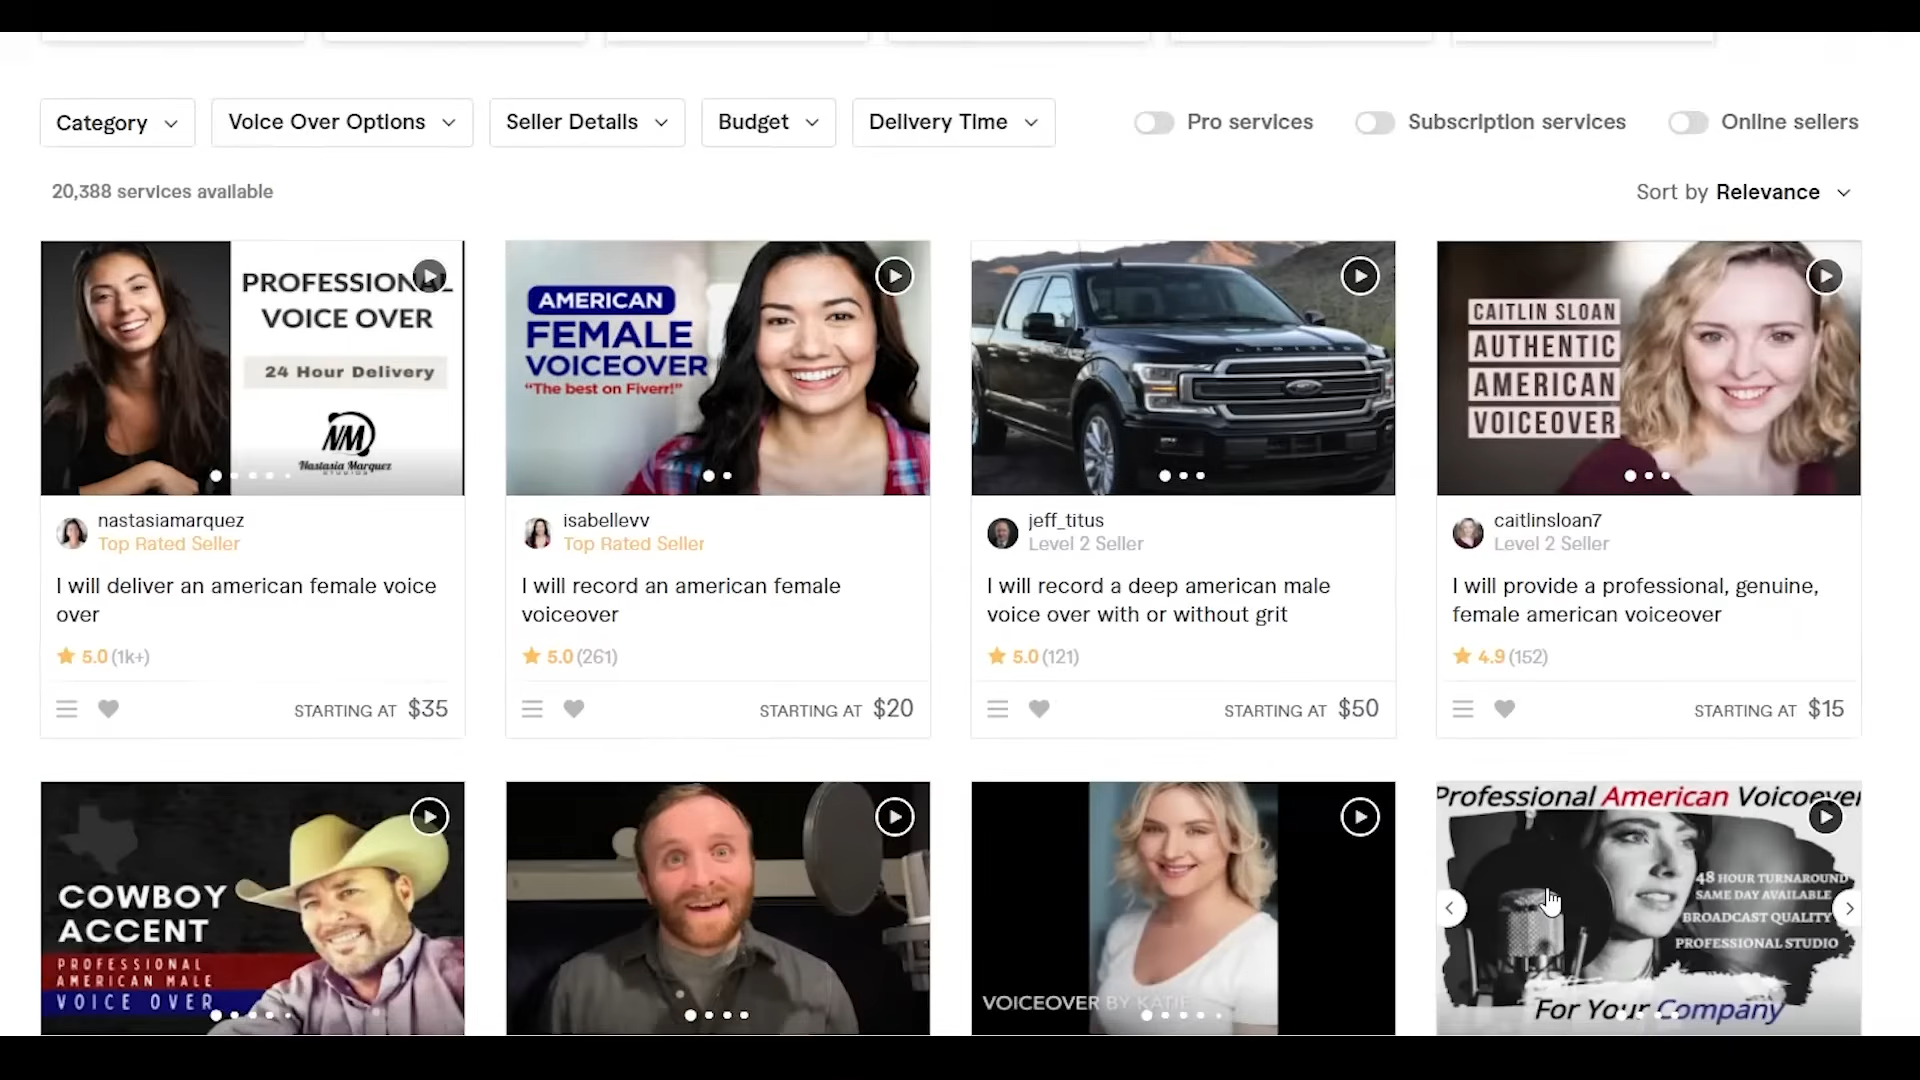 Category
Voice Over Options
Seller Details
Budget
Delivery Time
Pro services
Subscription services
Online sellers
20,388 services available
Sort by Relevance
PROFESSIONAL
VOICE OVER
24 Hour Delivery
NM
Nastasia Marquez
STUDIOS
AMERICAN
FEMALE
VOICEOVER
"The best on Fiverr!"
LIMITED
Ford
CAITLIN SLOAN
AUTHENTIC
AMERICAN
VOICEOVER
nastasiamarquez
Top Rated Seller
I will deliver an american female voice
over
5.0 (1k+)
STARTING AT $35
isabellevv
Top Rated Seller
I will record an american female
voiceover
5.0 (261)
STARTING AT $20
jeff_titus
Level 2 Seller
I will record a deep american male
voice over with or without grit
5.0 (121)
STARTING AT $50
caitlinsloan7
Level 2 Seller
I will provide a professional, genuine,
female american voiceover
4.9 (152)
STARTING AT $15
COWBOY
ACCENT
PROFESSIONAL
AMERICAN MALE
VOICE OVER
VOICEOVER BY KATIE
Professional American Voicoever
48 HOUR TURNAROUND
SAME DAY AVAILABLE
BROADCAST QUALITY
PROFESSIONAL STUDIO
For Your Company